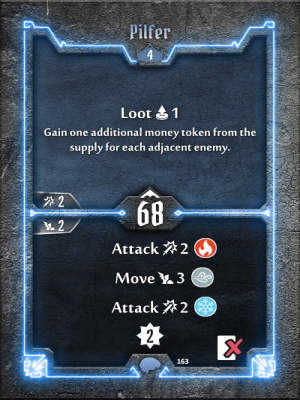 Pilfer
4
Loot 1
Gain one additional money token from the
supply for each adjacent enemy.
2
68
2
Attack 2
Move 3
Attack 2
2
163